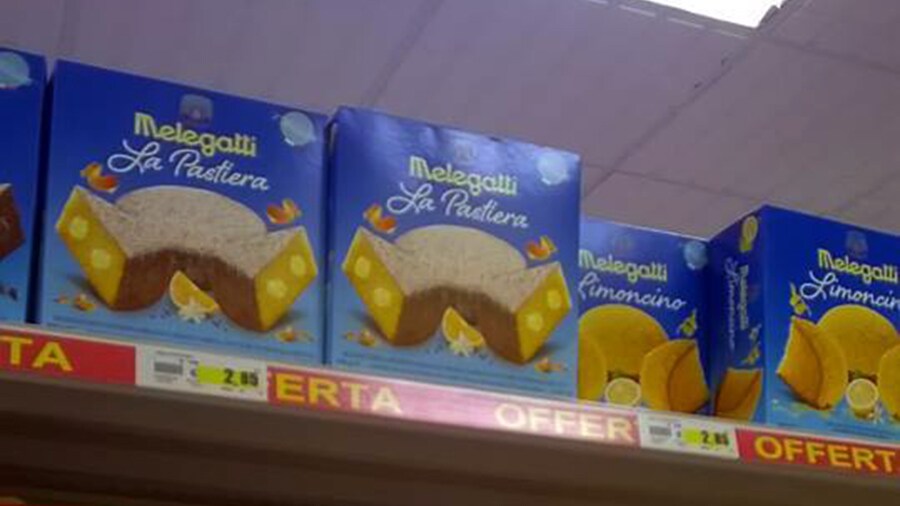 Melegatti
La Pastiera
Melegatti
La Pastiera
Melegatti
Limoncino
Melegatti
Limoncino
TA
2,85
ERTA
OFFER
2,85
OFFERT